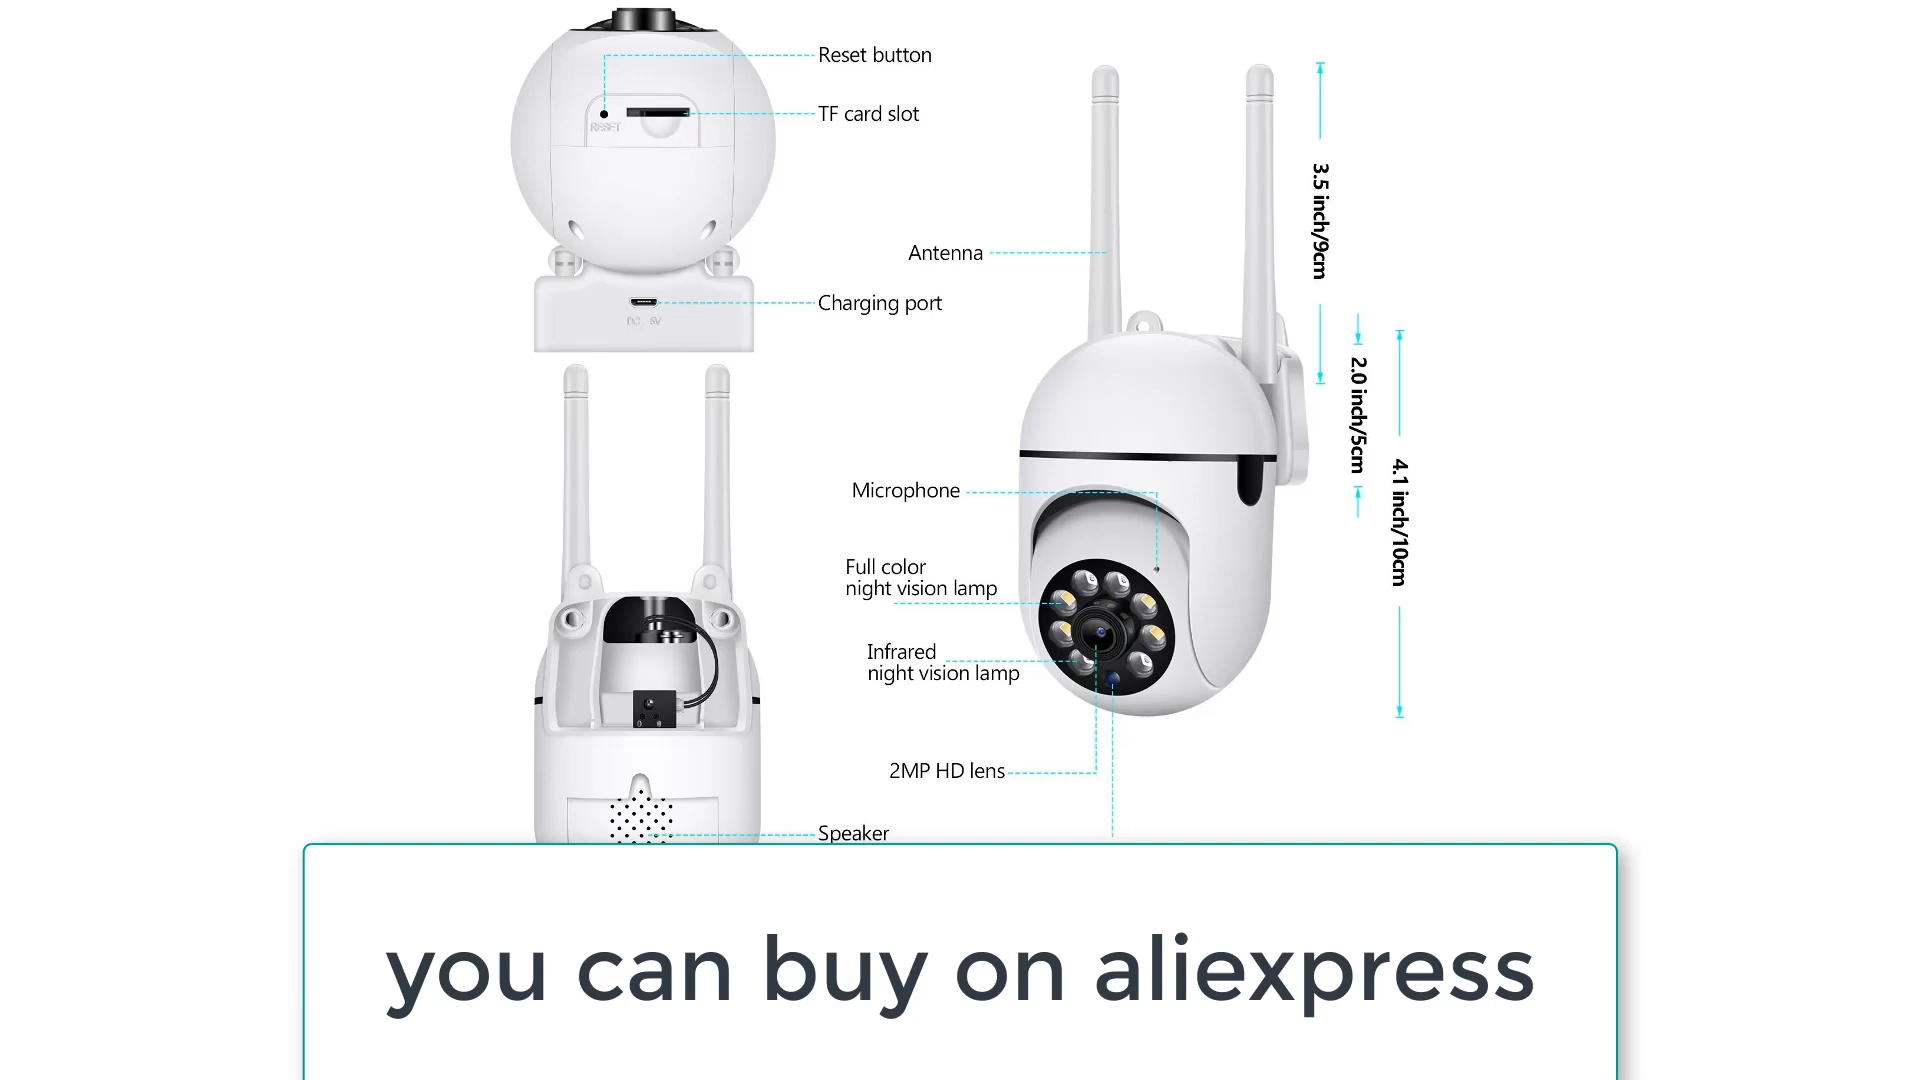 Reset button
TF card slot
RESET
Antenna
Charging port
DC 5V
3.5 inch/9cm
2.0 inch/5cm
4.1 inch/10cm
Microphone
Full color
night vision lamp
Infrared
night vision lamp
2MP HD lens
Speaker
you can buy on aliexpress